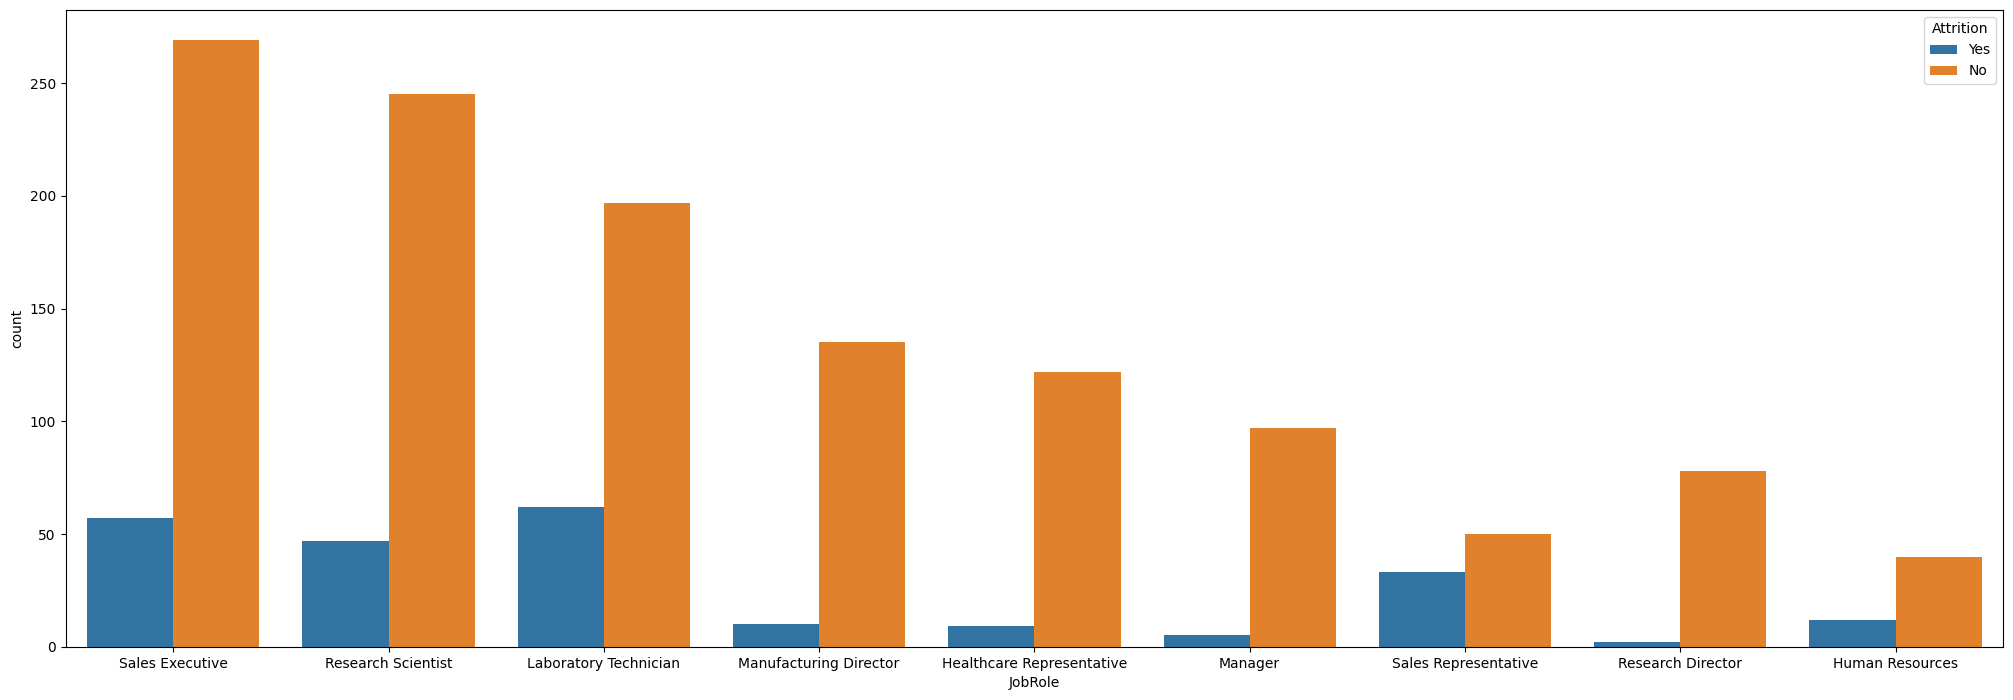 Attrition
Yes
No
250
200
150
100
50
0
count
Sales Executive
Research Scientist
Laboratory Technician
Manufacturing Director
Healthcare Representative
Manager
Sales Representative
Research Director
Human Resources
JobRole